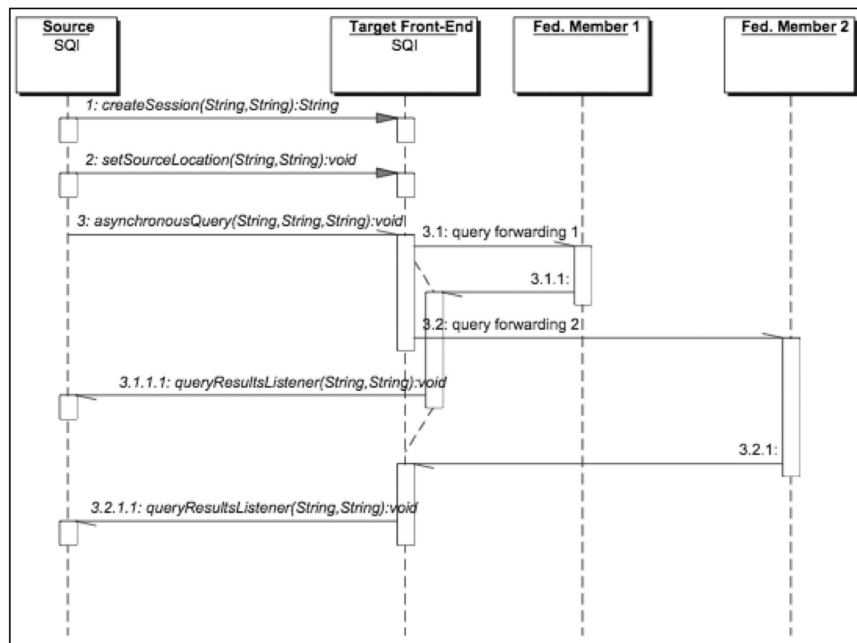 Source
SQI
Target Front-End
SQI
Fed. Member 1
Fed. Member 2
1: createSession(String,String):String
2: setSourceLocation(String,String):void
3: asynchronousQuery(String,String,String):void
3.1: query forwarding 1
3.1.1:
3.2: query forwarding 2
3.1.1.1: queryResultsListener(String,String):void
3.2.1:
3.2.1.1: queryResultsListener(String,String):void